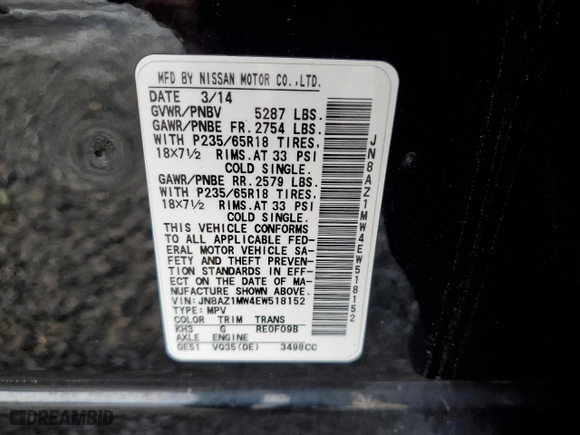 MFD BY NISSAN MOTOR CO.,LTD.
DATE 3/14
GVWR/PNBV 5287 LBS.
GAWR/PNBE FR. 2754 LBS.
WITH P235/65R18 TIRES,
18X7½ RIMS.AT 33 PSI
COLD SINGLE.
GAWR/PNBE RR. 2579 LBS.
WITH P235/65R18 TIRES,
18X7½ RIMS.AT 33 PSI
COLD SINGLE.
THIS VEHICLE CONFORMS
TO ALL APPLICABLE FED-
ERAL MOTOR VEHICLE SA-
FETY AND THEFT PREVEN-
TION STANDARDS IN EFF-
ECT ON THE DATE OF MA-
NUFACTURE SHOWN ABOVE.
VIN: JN8AZ1MW4EW518152
TYPE: MPV
COLOR TRIM TRANS
KH3 G RE0F09B
AXLE ENGINE
GE51 VQ35(DE) 3498CC
JN8AZ1MW4EW518152
DREAMBID